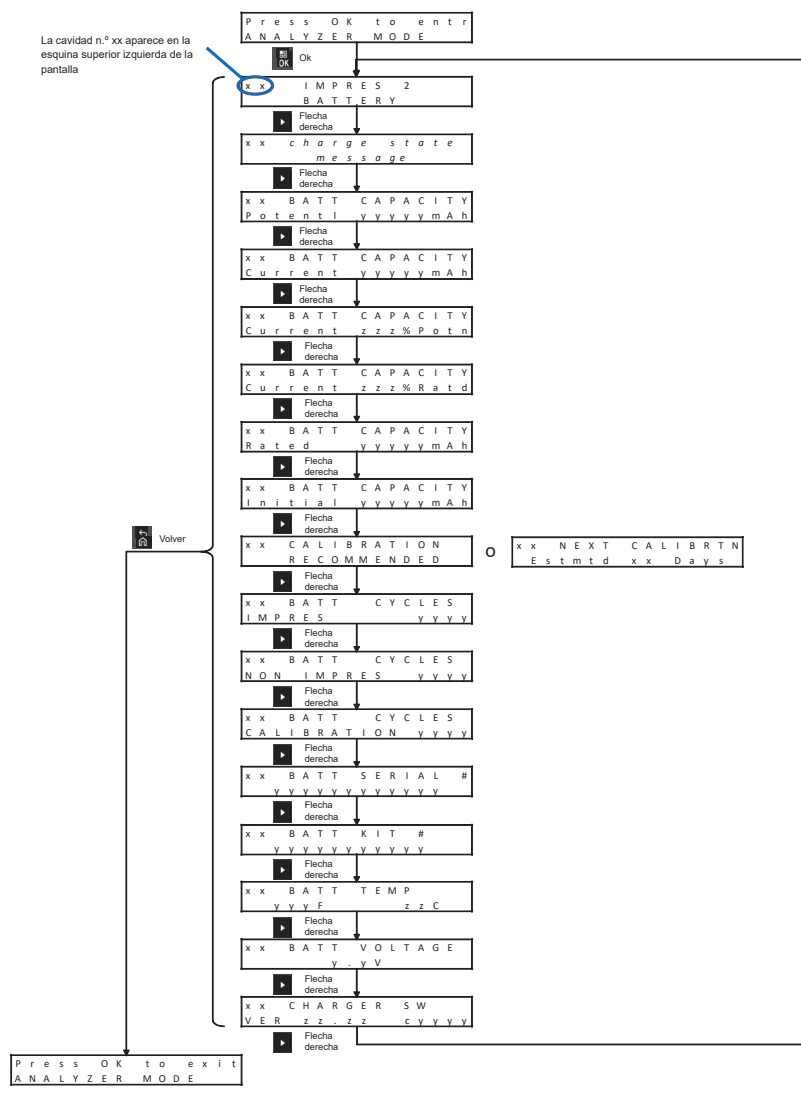 Press OK to entr
ANALYZER MODE
La cavidad n.º xx aparece en la
esquina superior izquierda de la
pantalla
OK
Ok
xx IMPRES 2
BATTERY
Flecha
derecha
xx charge state
message
Flecha
derecha
xx BATT CAPACITY
Potentl yyyyymAh
Flecha
derecha
xx BATT CAPACITY
Current yyyyymAh
Flecha
derecha
xx BATT CAPACITY
Current zzz%Potn
Flecha
derecha
xx BATT CAPACITY
Current zzz%Ratd
Flecha
derecha
xx BATT CAPACITY
Rated yyyyymAh
Flecha
derecha
xx BATT CAPACITY
Initial yyyyymAh
Flecha
derecha
Volver
xx CALIBRATION
RECOMMENDED
O
xx NEXT CALIBRTN
Estmtd xx Days
Flecha
derecha
xx BATT CYCLES
IMPRES yyyy
Flecha
derecha
xx BATT CYCLES
NON IMPRES yyyy
Flecha
derecha
xx BATT CYCLES
CALIBRATION yyyy
Flecha
derecha
xx BATT SERIAL #
yyyyyyyyyyyy
Flecha
derecha
xx BATT KIT #
yyyyyyyyyy
Flecha
derecha
xx BATT TEMP
yyyF zzC
Flecha
derecha
xx BATT VOLTAGE
y.yV
Flecha
derecha
xx CHARGER SW
VER zz.zz cyyyy
Flecha
derecha
Press OK to exit
ANALYZER MODE